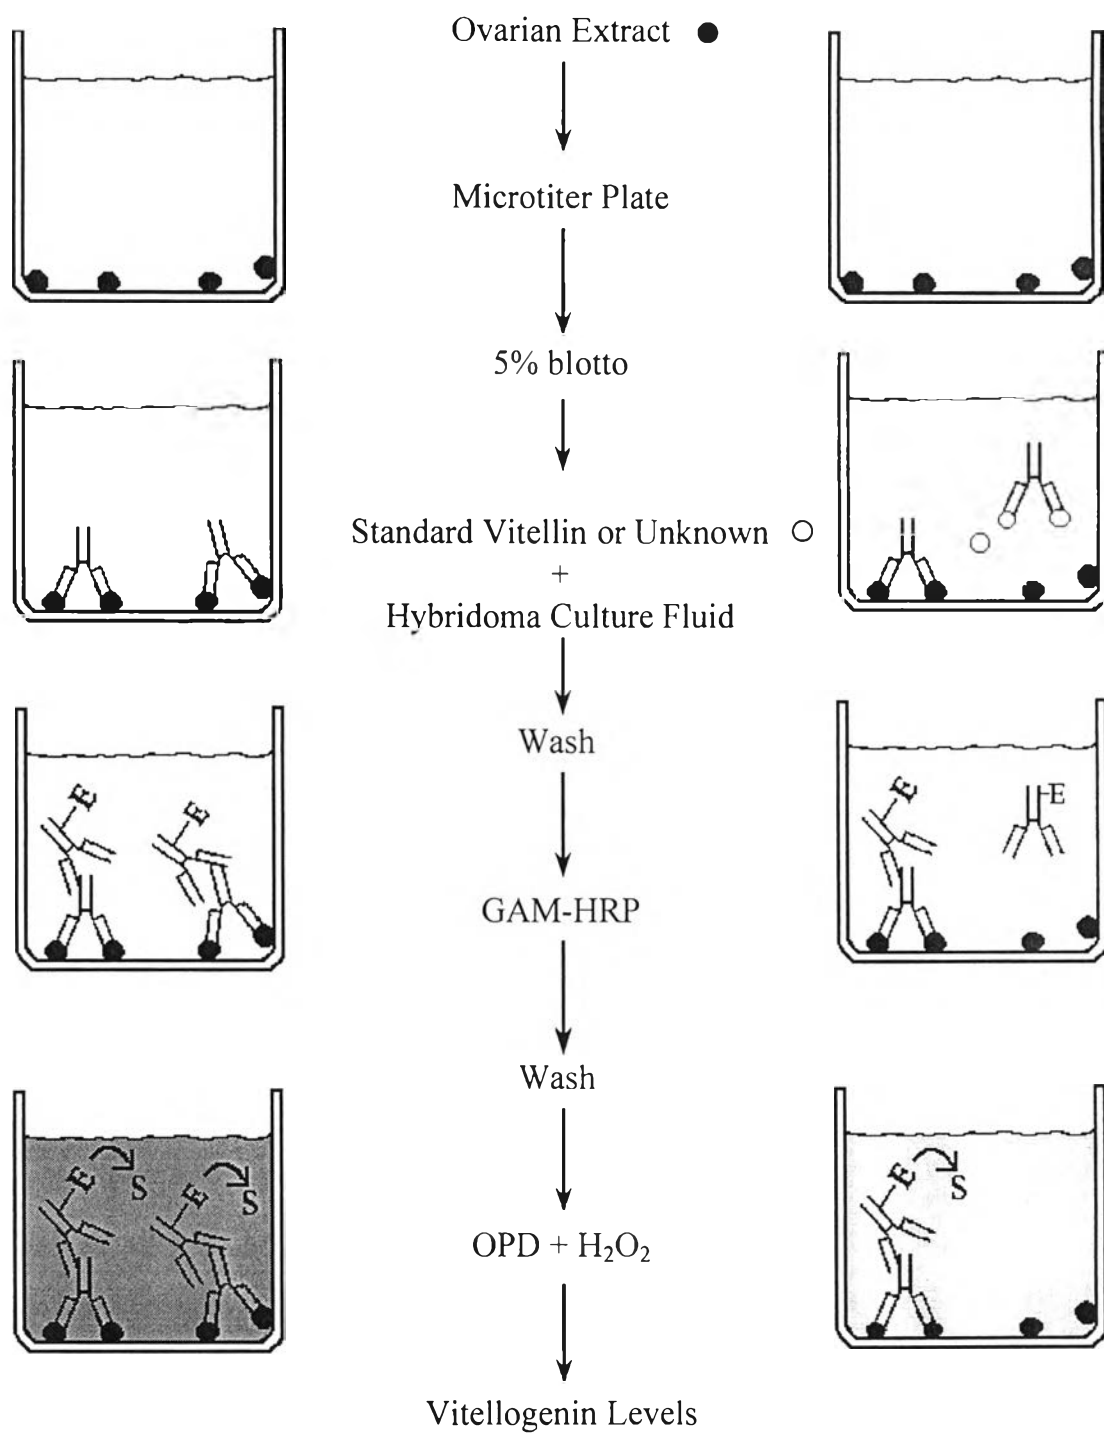 Ovarian Extract
Microtiter Plate
5% blotto
Standard Vitellin or Unknown
+
Hybridoma Culture Fluid
Wash
E
E
E
E
GAM-HRP
Wash
E
S
E
S
E
S
OPD + H₂O₂
Vitellogenin Levels